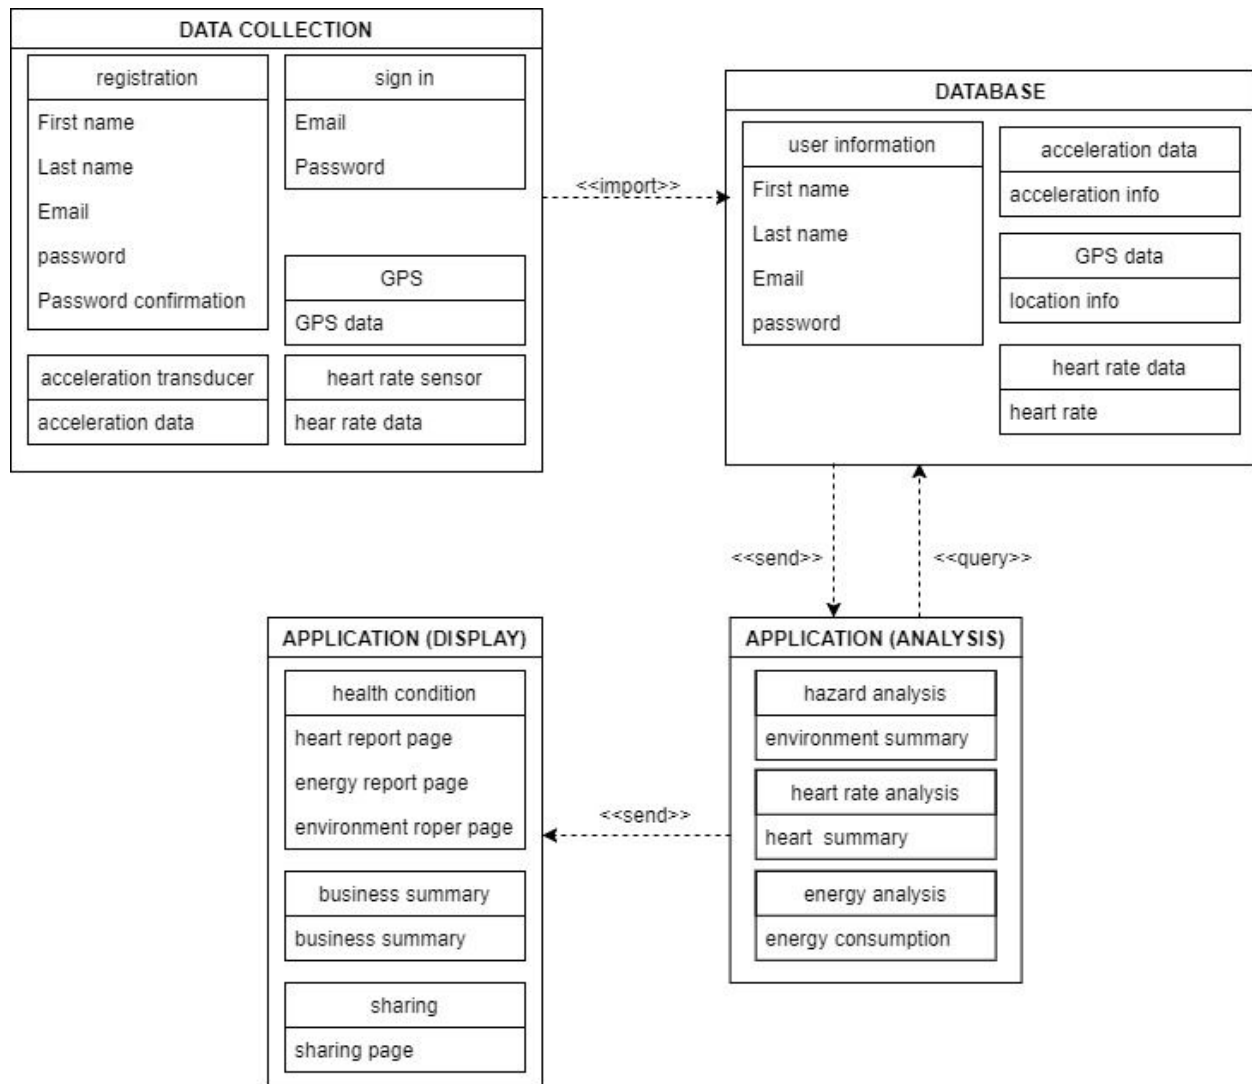 DATA COLLECTION
registration
First name
Last name
Email
password
Password confirmation
sign in
Email
Password
GPS
GPS data
acceleration transducer
acceleration data
heart rate sensor
hear rate data
<<import>>
DATABASE
user information
First name
Last name
Email
password
acceleration data
acceleration info
GPS data
location info
heart rate data
heart rate
<<send>>
<<query>>
APPLICATION (DISPLAY)
health condition
heart report page
energy report page
environment roper page
business summary
business summary
sharing
sharing page
<<send>>
APPLICATION (ANALYSIS)
hazard analysis
environment summary
heart rate analysis
heart  summary
energy analysis
energy consumption